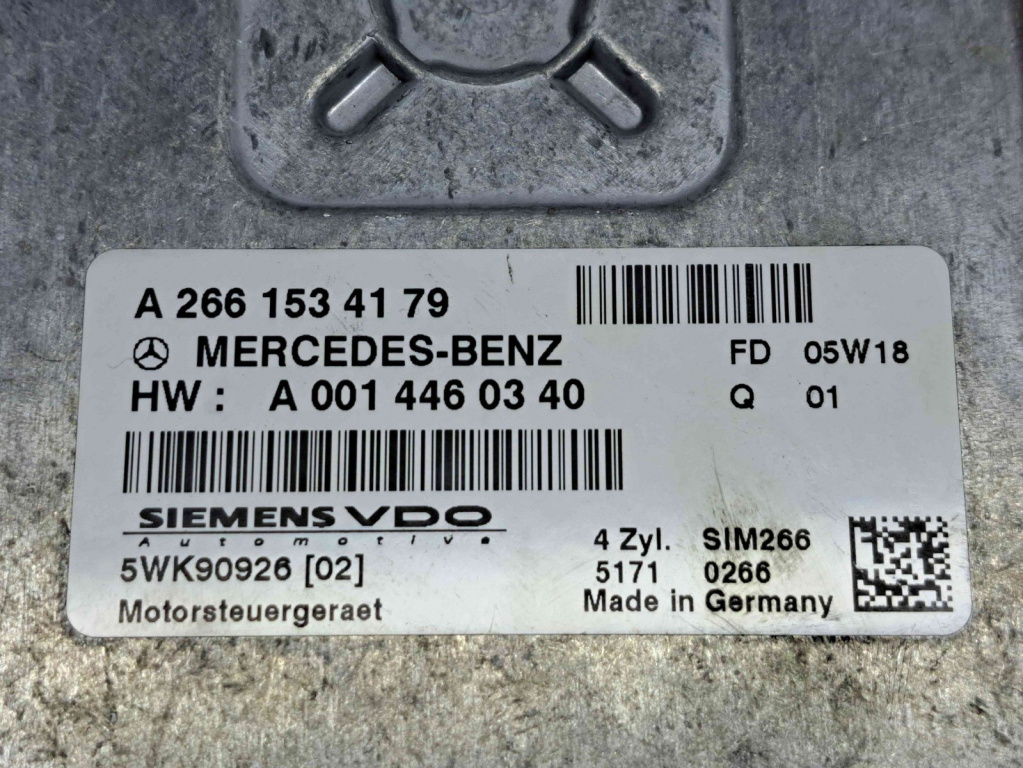 A 266 153 41 79
MERCEDES-BENZ
FD 05W18
HW : A 001 446 03 40
Q 01
SIEMENS VDO
Automotive
5WK90926 [02]
4 Zyl. SIM266
5171 0266
Motorsteuergeraet
Made in Germany